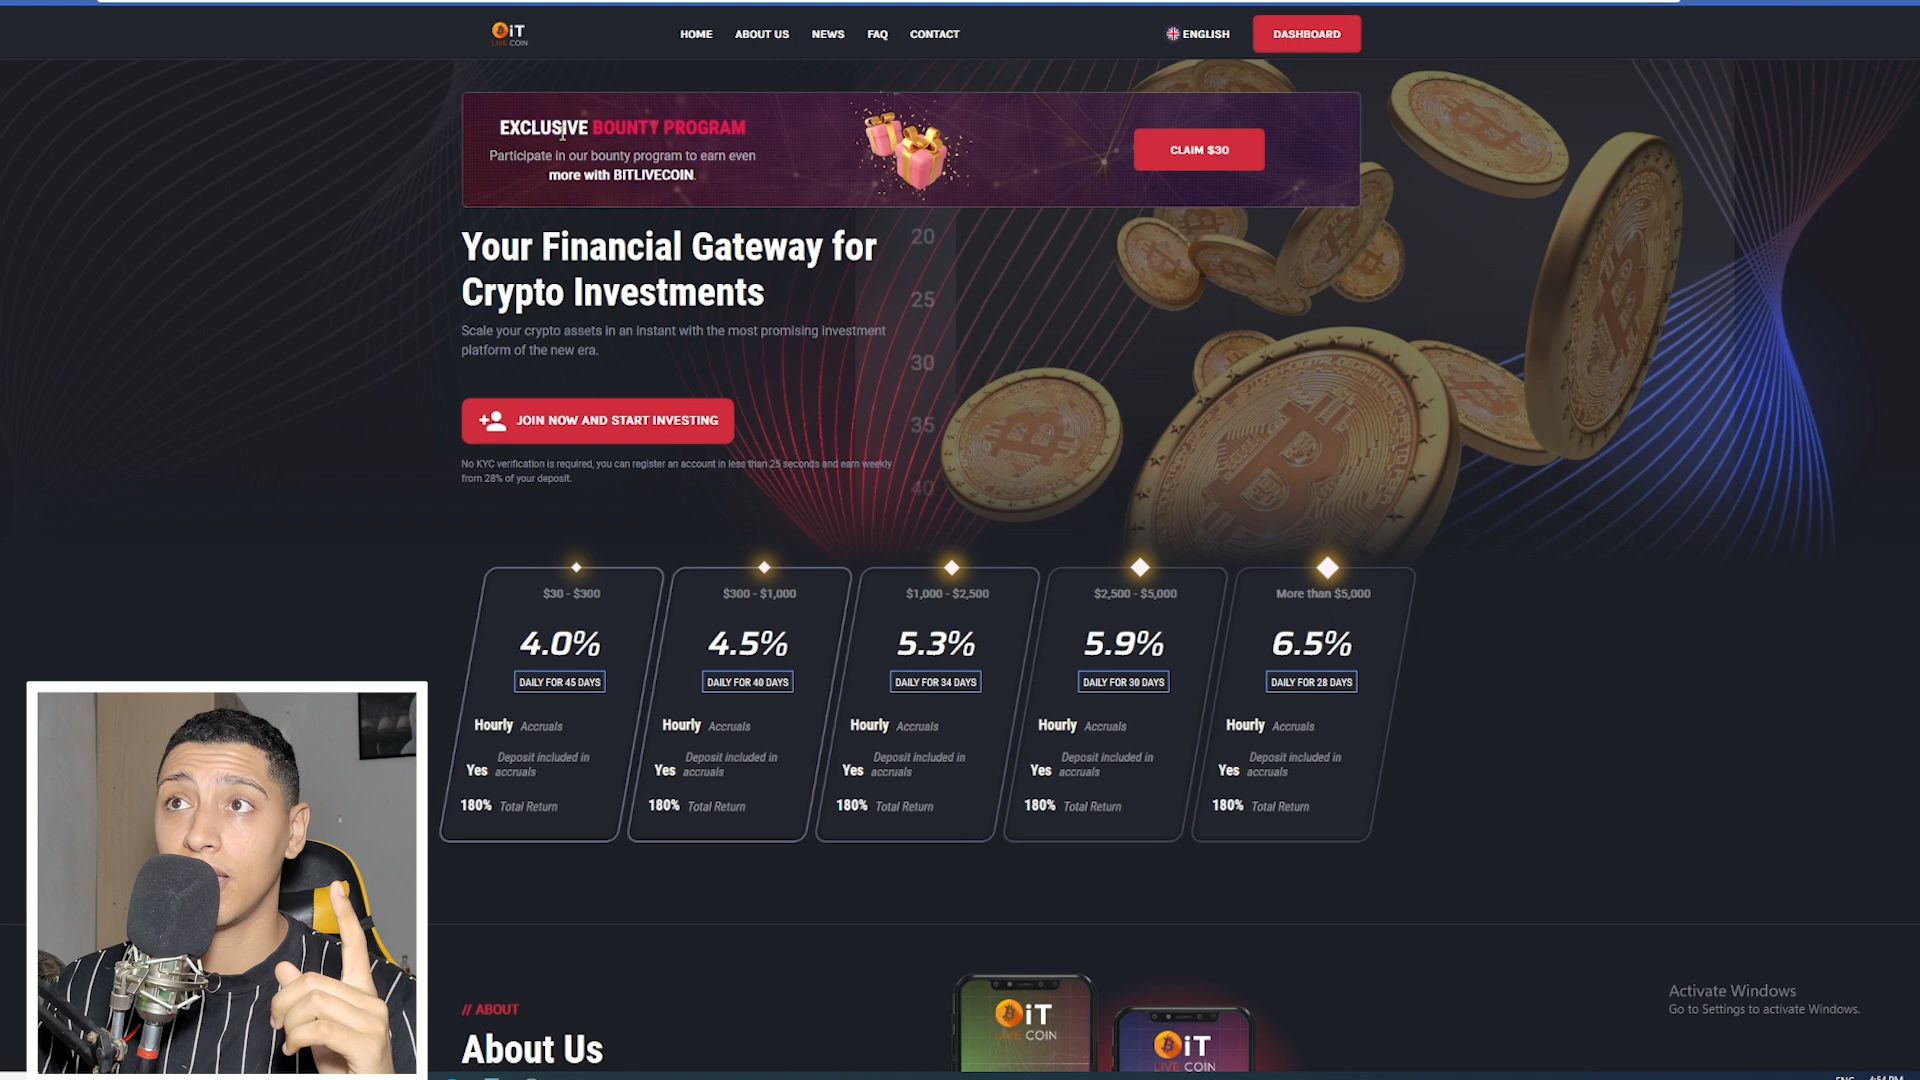 BiT
LIVE COIN
HOME ABOUT US NEWS FAQ CONTACT
ENGLISH
DASHBOARD
EXCLUSIVE BOUNTY PROGRAM
Participate in our bounty program to earn even
more with BITLIVECOIN.
CLAIM $30
Your Financial Gateway for
Crypto Investments
Scale your crypto assets in an instant with the most promising investment
platform of the new era.
JOIN NOW AND START INVESTING
No KYC verification is required, you can register an account in less than 25 seconds and earn weekly
from 28% of your deposit.
20
25
30
35
40
$30 - $300
4.0%
DAILY FOR 45 DAYS
Hourly Accruals
Yes Deposit included in
accruals
180% Total Return
$300 - $1,000
4.5%
DAILY FOR 40 DAYS
Hourly Accruals
Yes Deposit included in
accruals
180% Total Return
$1,000 - $2,500
5.3%
DAILY FOR 34 DAYS
Hourly Accruals
Yes Deposit included in
accruals
180% Total Return
$2,500 - $5,000
5.9%
DAILY FOR 30 DAYS
Hourly Accruals
Yes Deposit included in
accruals
180% Total Return
More than $5,000
6.5%
DAILY FOR 28 DAYS
Hourly Accruals
Yes Deposit included in
accruals
180% Total Return
// ABOUT
About Us
BiT
LIVE COIN
BiT
LIVE COIN
Activate Windows
Go to Settings to activate Windows.